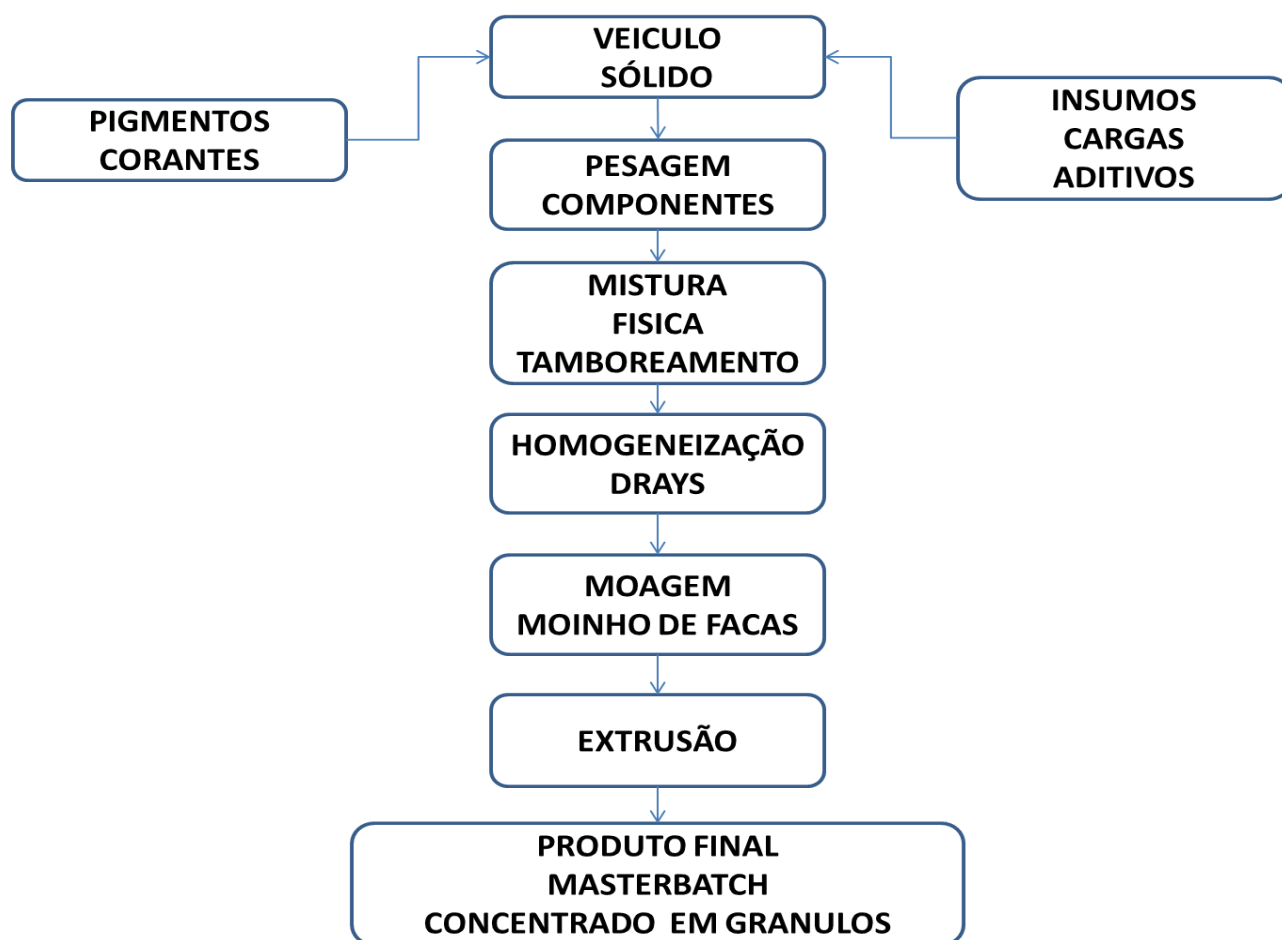 VEICULO
SÓLIDO
PIGMENTOS
CORANTES
INSUMOS
CARGAS
ADITIVOS
PESAGEM
COMPONENTES
MISTURA
FISICA
TAMBOREAMENTO
HOMOGENEIZAÇÃO
DRAYS
MOAGEM
MOINHO DE FACAS
EXTRUSÃO
PRODUTO FINAL
MASTERBATCH
CONCENTRADO EM GRANULOS